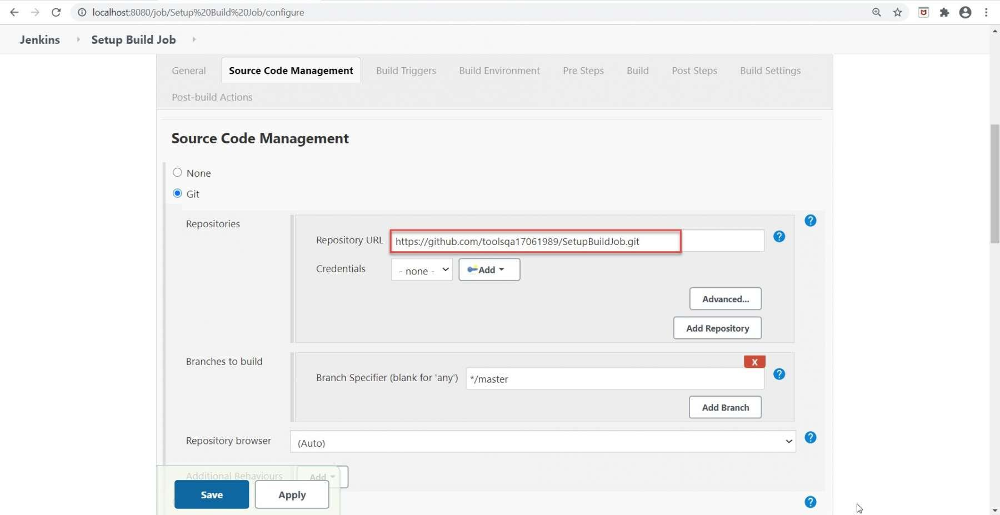 localhost:8080/job/Setup%20Build%20Job/configure
Jenkins Setup Build Job
General Source Code Management Build Triggers Build Environment Pre Steps Build Post Steps Build Settings
Post-build Actions
Source Code Management
None
Git
Repositories
?
Repository URL https://github.com/toolsqa17061989/SetupBuildJob.git ?
Credentials - none - Add
Advanced...
Add Repository
Branches to build
X
Branch Specifier (blank for 'any') */master ?
Add Branch
Repository browser (Auto) ?
Additional Behaviours Add
Save Apply ?